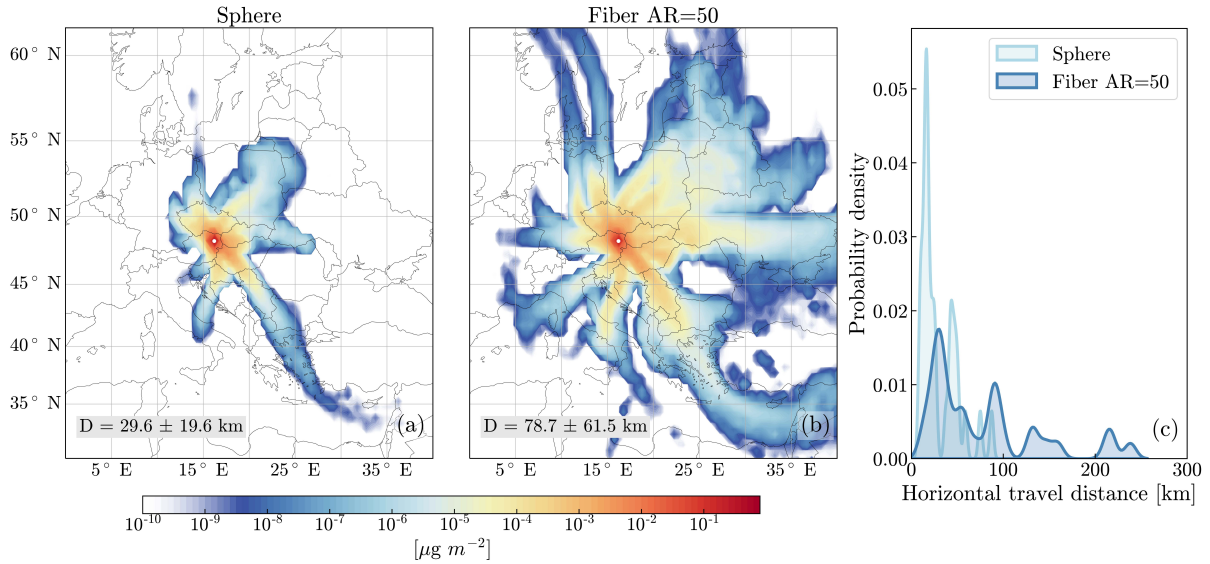 Sphere
Fiber AR=50
60° N
55° N
50° N
45° N
40° N
35° N
D = 29.6 ± 19.6 km
(a)
D = 78.7 ± 61.5 km
(b)
5° E
15° E
25° E
35° E
5° E
15° E
25° E
35° E
10⁻¹⁰
10⁻⁹
10⁻⁸
10⁻⁷
10⁻⁶
10⁻⁵
10⁻⁴
10⁻³
10⁻²
10⁻¹
[μg m⁻²]
Sphere
Fiber AR=50
Probability density
0.05
0.04
0.03
0.02
0.01
0.00
(c)
0
100
200
300
Horizontal travel distance [km]